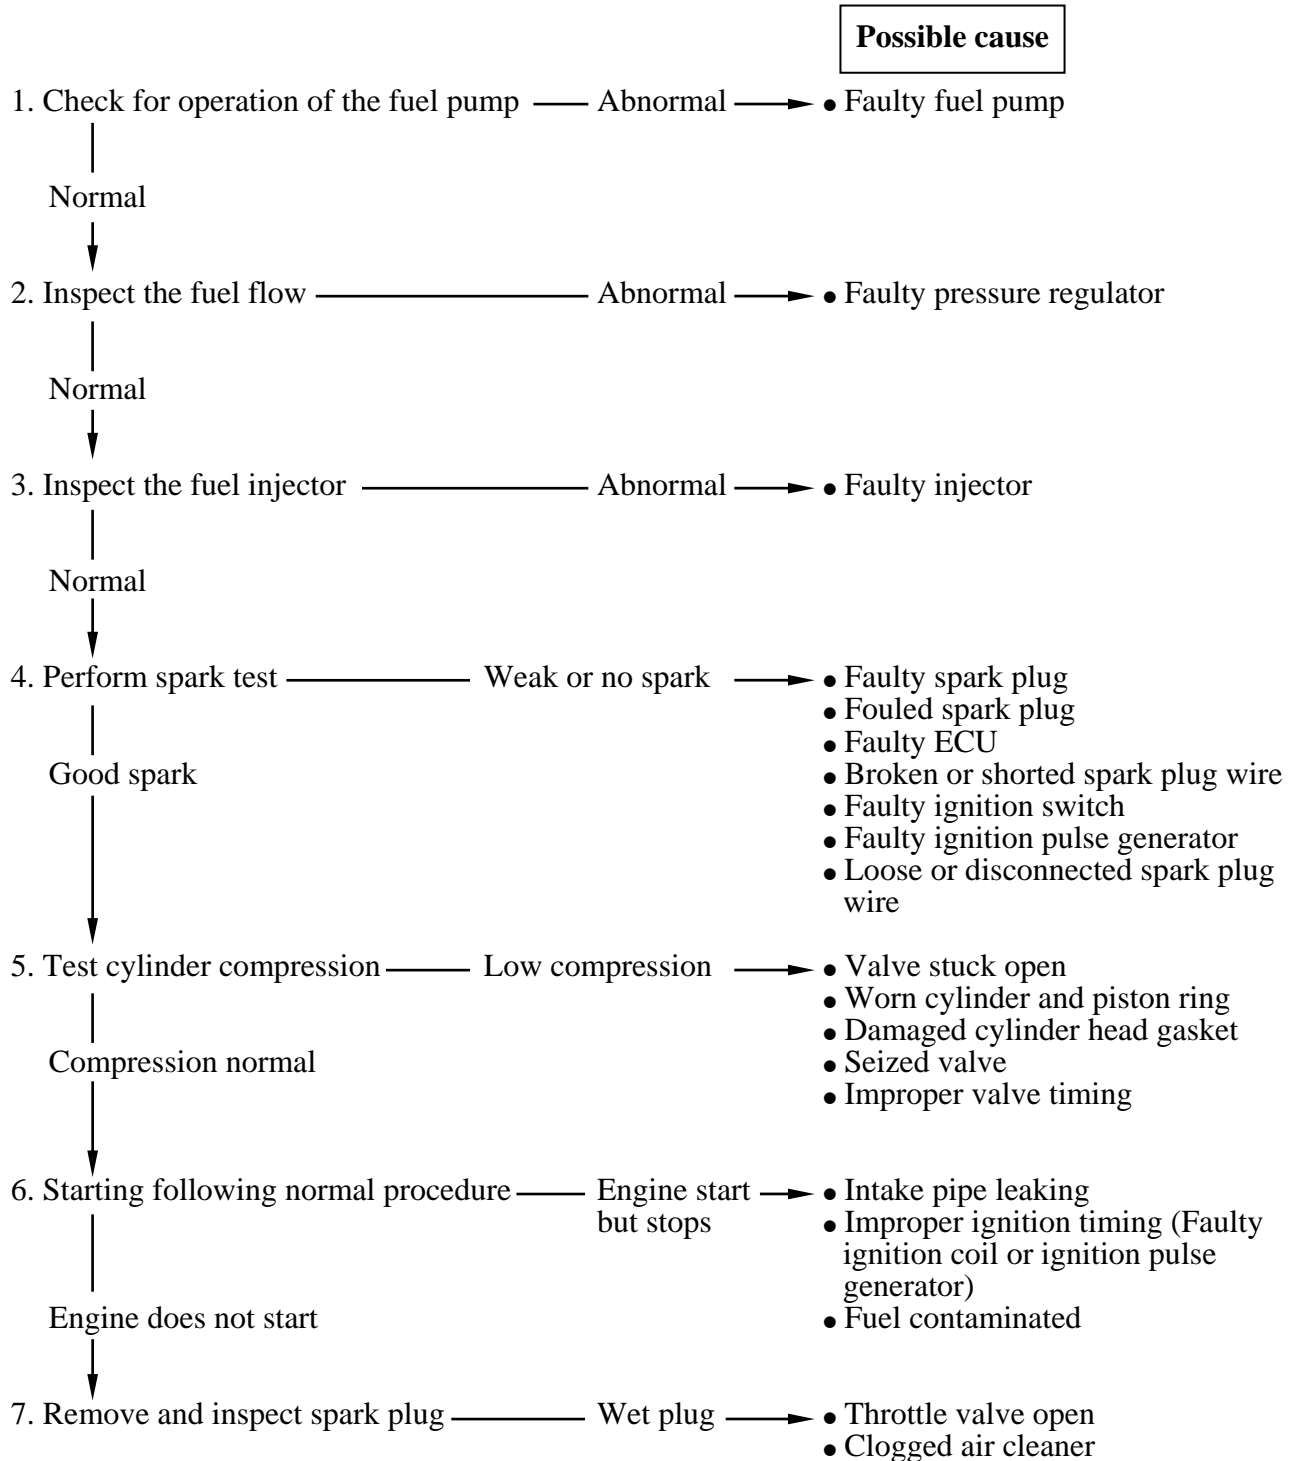 Possible cause
1. Check for operation of the fuel pump Abnormal ● Faulty fuel pump
Normal
2. Inspect the fuel flow Abnormal ● Faulty pressure regulator
Normal
3. Inspect the fuel injector Abnormal ● Faulty injector
Normal
4. Perform spark test Weak or no spark ● Faulty spark plug
● Fouled spark plug
● Faulty ECU
Good spark ● Broken or shorted spark plug wire
● Faulty ignition switch
● Faulty ignition pulse generator
● Loose or disconnected spark plug
wire
5. Test cylinder compression Low compression ● Valve stuck open
● Worn cylinder and piston ring
● Damaged cylinder head gasket
Compression normal ● Seized valve
● Improper valve timing
6. Starting following normal procedure Engine start ● Intake pipe leaking
but stops ● Improper ignition timing (Faulty
ignition coil or ignition pulse
generator)
Engine does not start ● Fuel contaminated
7. Remove and inspect spark plug Wet plug ● Throttle valve open
● Clogged air cleaner